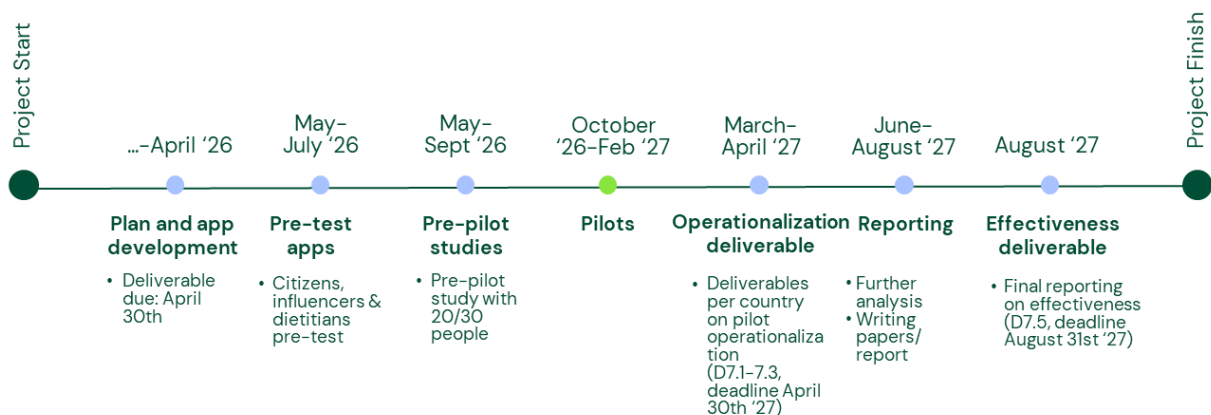 Project Start
...-April ‘26
Plan and app
development
• Deliverable
due: April
30th
May-
July ‘26
Pre-test
apps
• Citizens,
influencers &
dietitians
pre-test
May-
Sept ‘26
Pre-pilot
studies
• Pre-pilot
study with
20/30
people
October
‘26-Feb ‘27
Pilots
March-
April ‘27
Operationalization
deliverable
• Deliverables
per country
on pilot
operationaliza
tion
(D7.1-7.3,
deadline April
30th ‘27)
June-
August ‘27
Reporting
• Further
analysis
• Writing
papers/
report
August ‘27
Effectiveness
deliverable
• Final reporting
on effectiveness
(D7.5, deadline
August 31st ‘27)
Project Finish